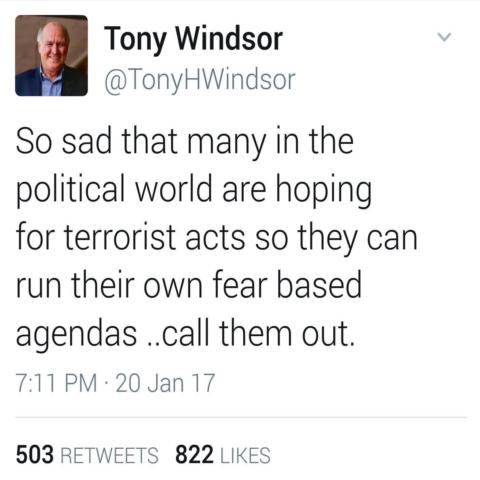 Tony Windsor
@TonyHWindsor
So sad that many in the
political world are hoping
for terrorist acts so they can
run their own fear based
agendas ..call them out.
7:11 PM · 20 Jan 17
503 RETWEETS 822 LIKES